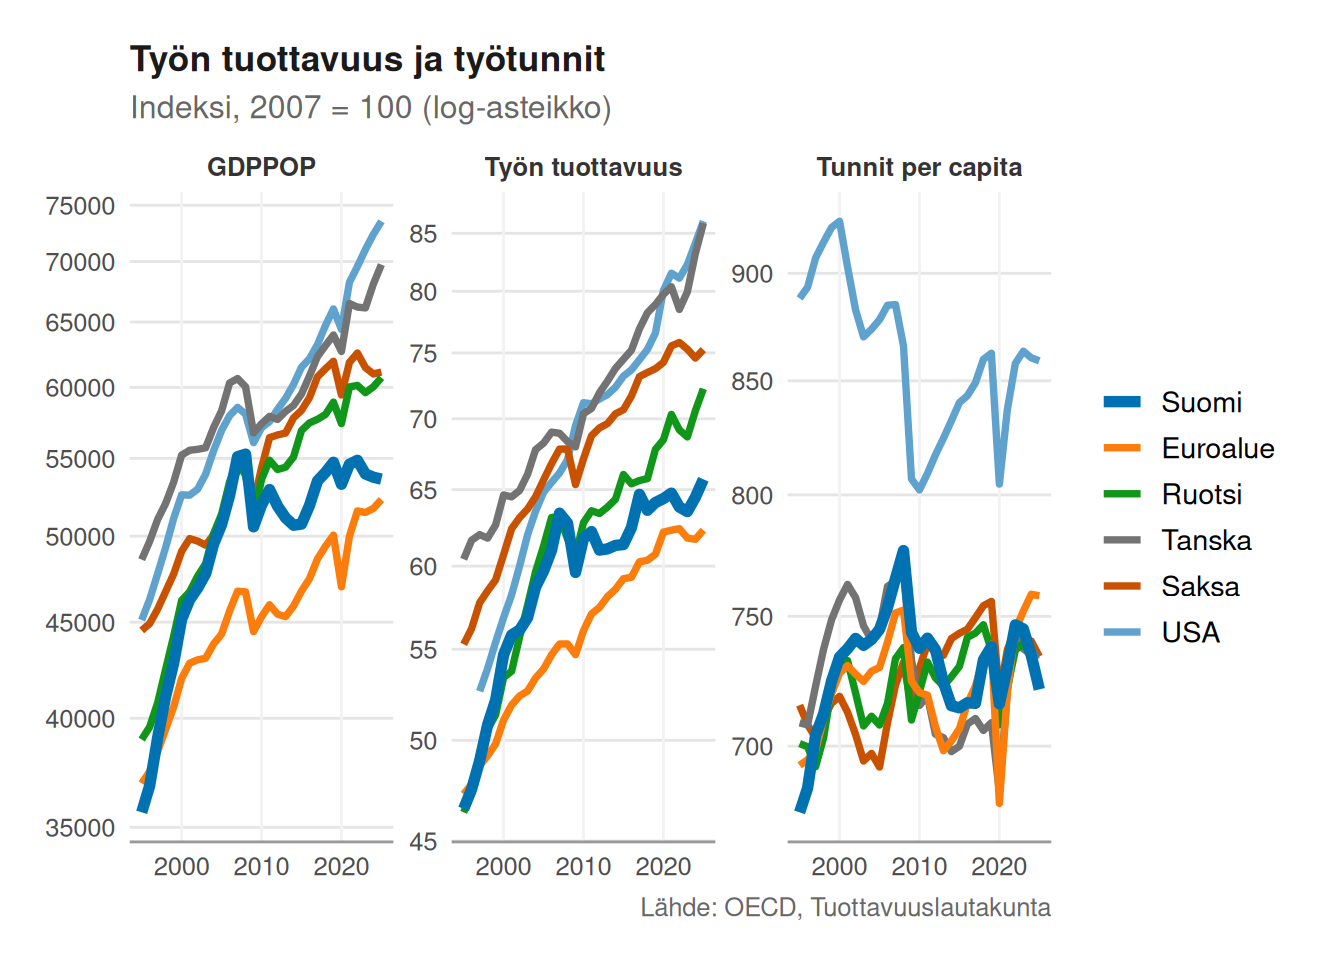 Työn tuottavuus ja työtunnit
Indeksi, 2007 = 100 (log-asteikko)
GDPPOP
75000
70000
65000
60000
55000
50000
45000
40000
35000
2000 2010 2020
Työn tuottavuus
85
80
75
70
65
60
55
50
45
2000 2010 2020
Tunnit per capita
900
850
800
750
700
2000 2010 2020
Suomi
Euroalue
Ruotsi
Tanska
Saksa
USA
Lähde: OECD, Tuottavuuslautakunta